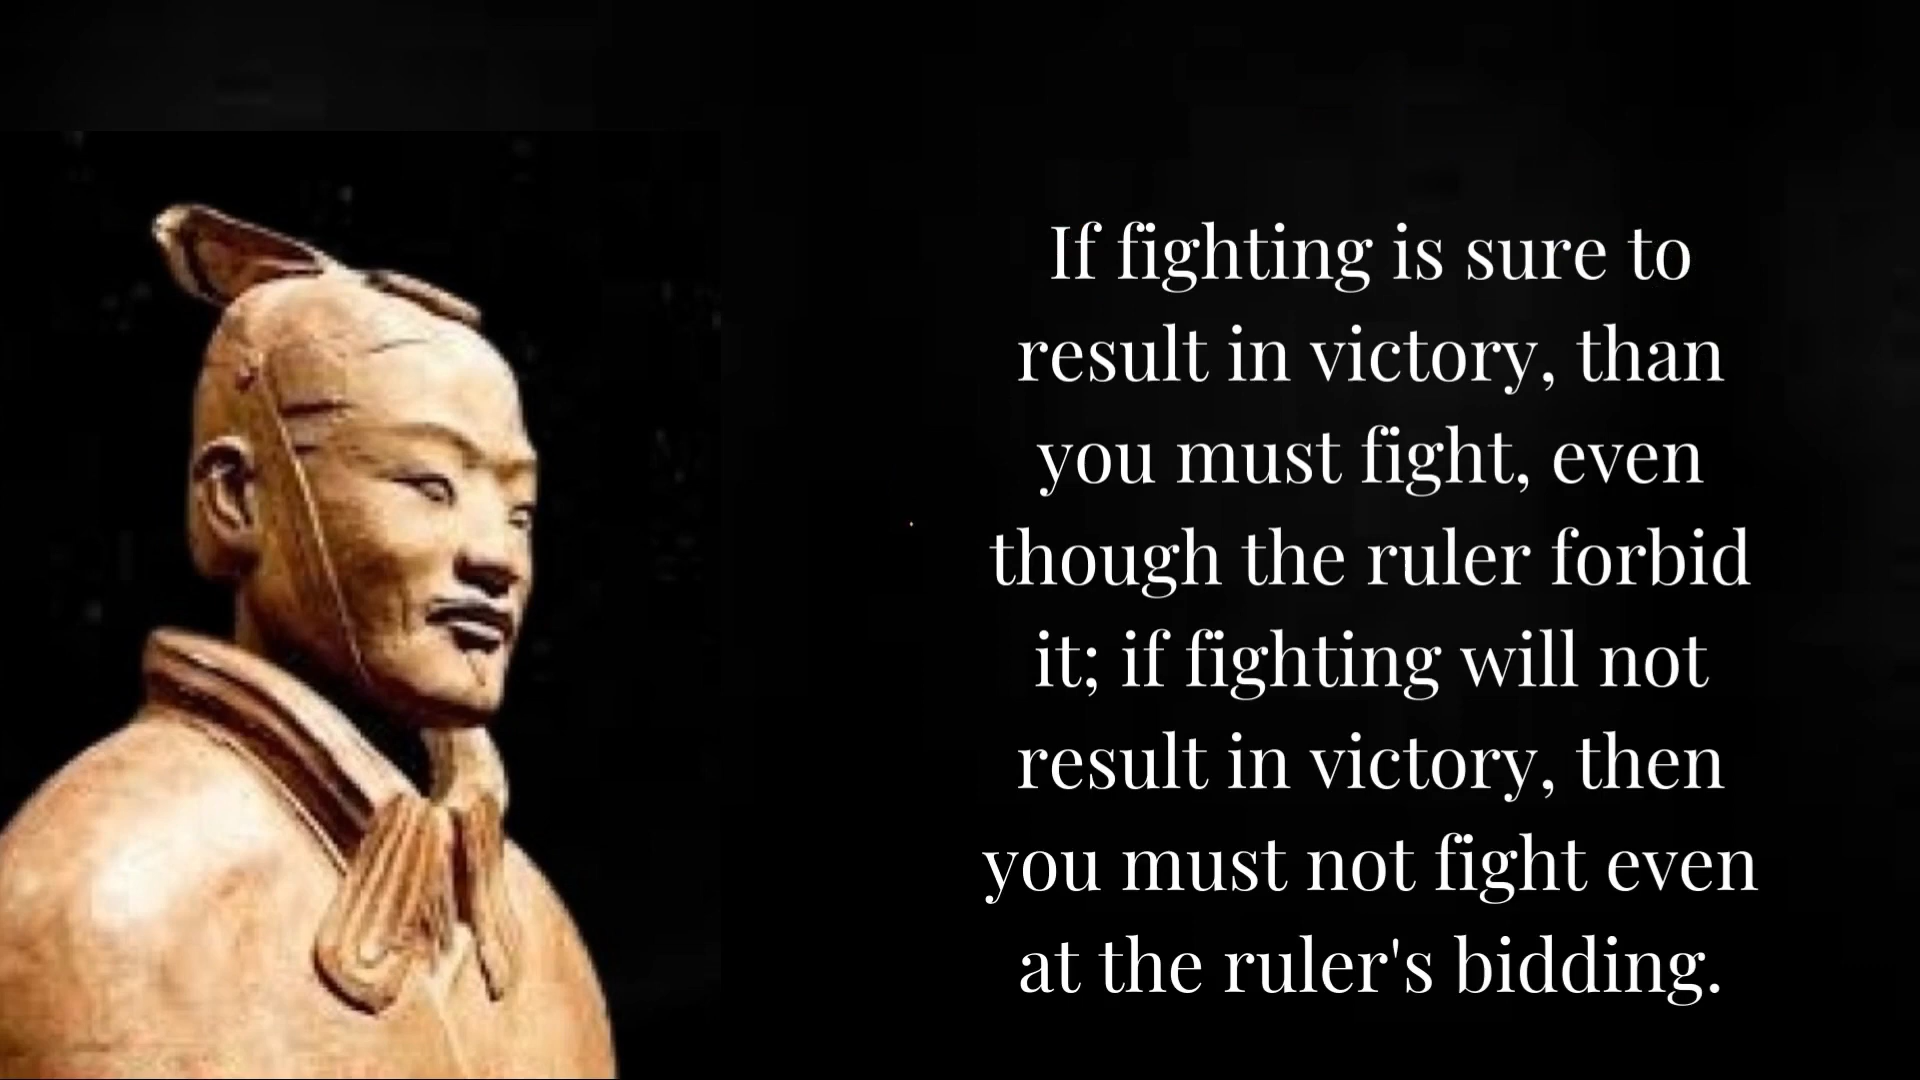 If fighting is sure to
result in victory, than
you must fight, even
though the ruler forbid
it; if fighting will not
result in victory, then
you must not fight even
at the ruler's bidding.